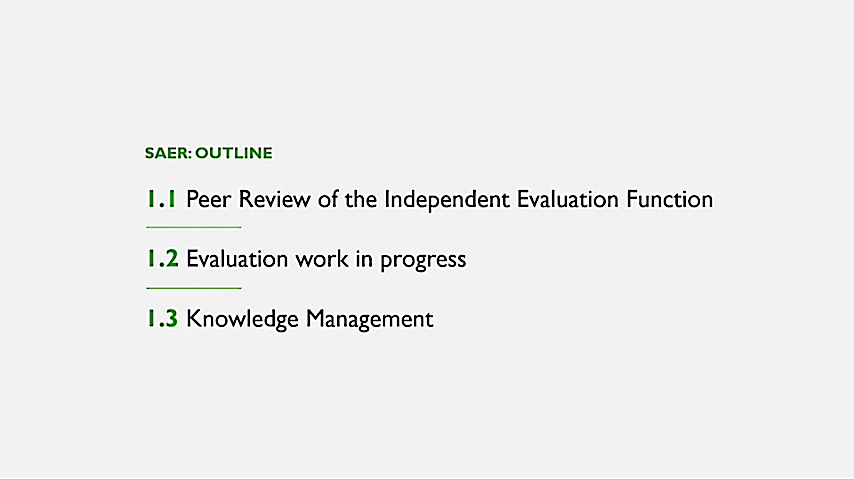 SAER: OUTLINE
1.1 Peer Review of the Independent Evaluation Function
1.2 Evaluation work in progress
1.3 Knowledge Management